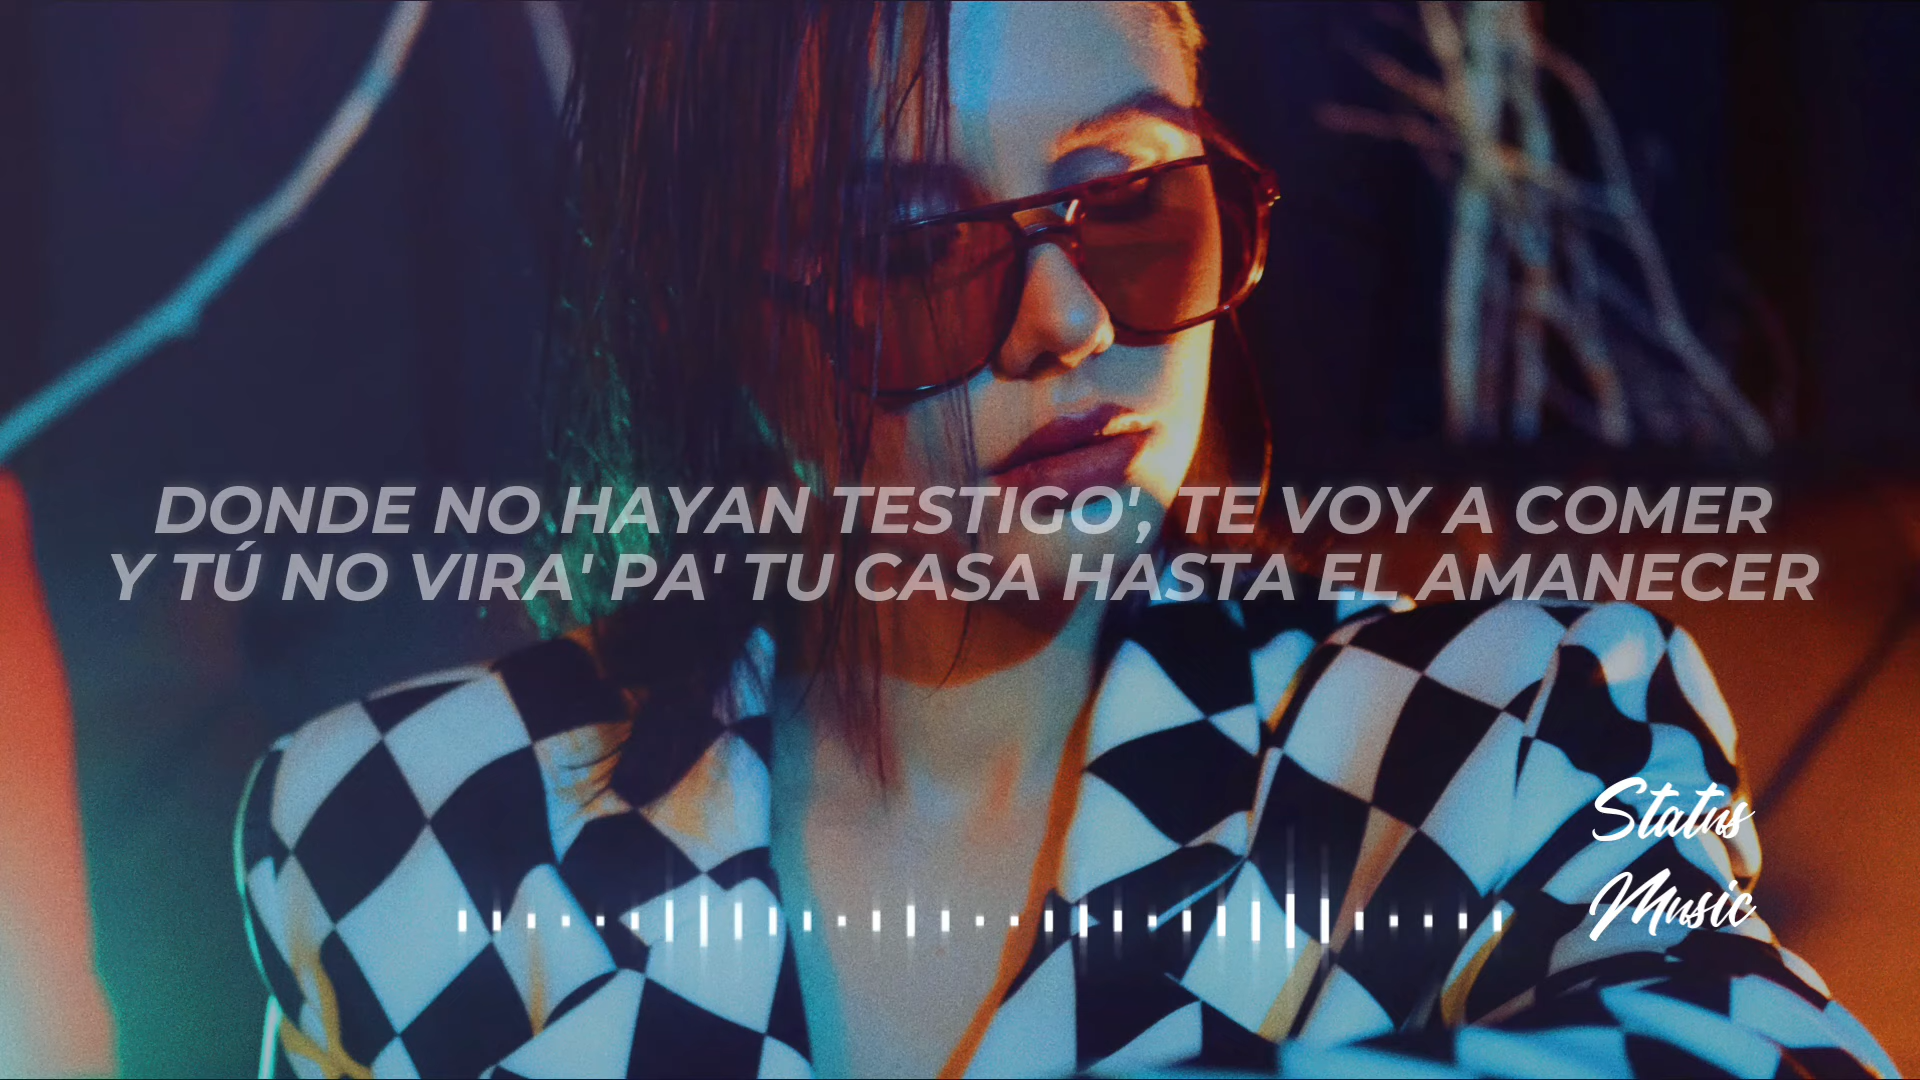 DONDE NO HAYAN TESTIGO', TE VOY A COMER
Y TÚ NO VIRA' PA' TU CASA HASTA EL AMANECER
Status
Music